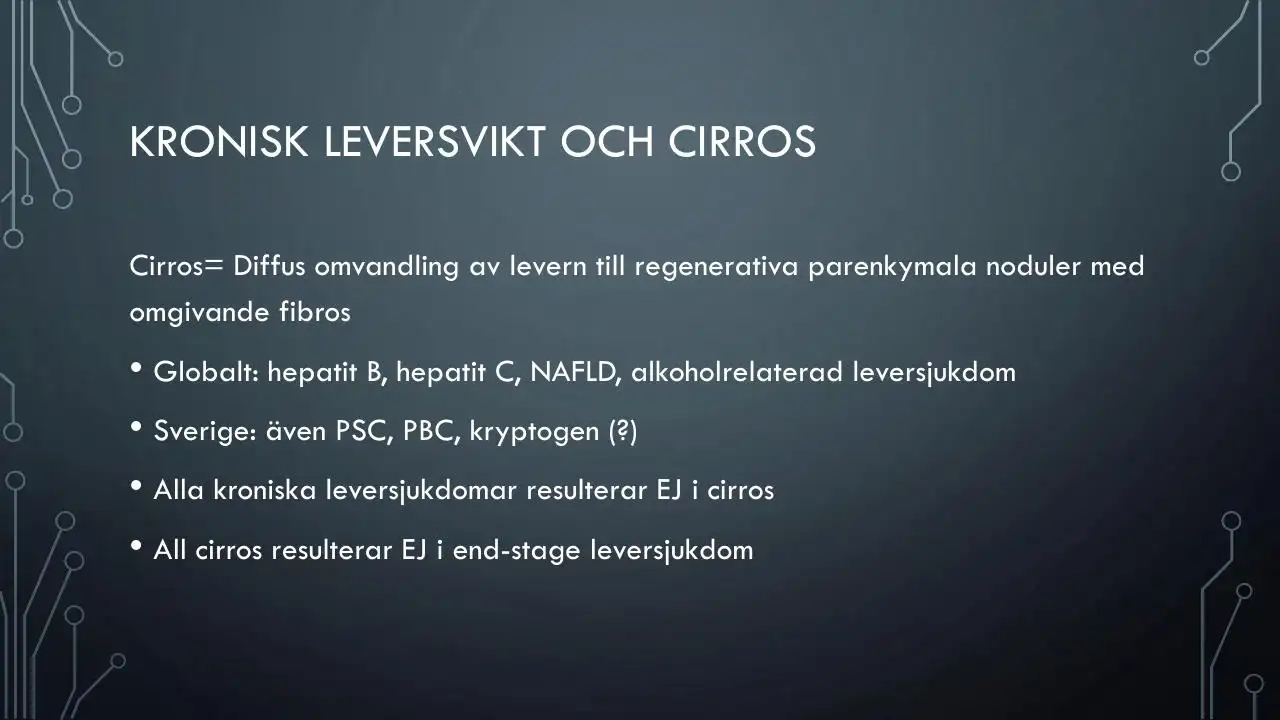 KRONISK LEVERSVIKT OCH CIRROS
Cirros= Diffus omvandling av levern till regenerativa parenkymala noduler med
omgivande fibros
• Globalt: hepatit B, hepatit C, NAFLD, alkoholrelaterad leversjukdom
• Sverige: även PSC, PBC, kryptogen (?)
• Alla kroniska leversjukdomar resulterar EJ i cirros
• All cirros resulterar EJ i end-stage leversjukdom